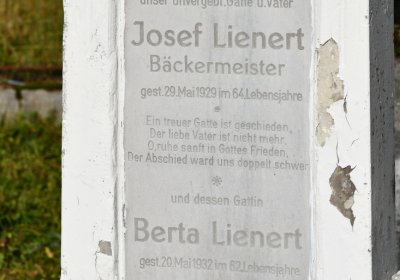 unser unvergebl. Gatte u. Vater
Josef Lienert
Bäckermeister
gest. 29. Mai 1929 im 64. Lebensjahre
Ein treuer Gatte ist geschieden,
Der liebe Vater ist nicht mehr.
O, ruhe sanft in Gottes Frieden,
Der Abschied ward uns doppelt schwer
und dessen Gattin
Berta Lienert
gest. 20. Mai 1932 im 62. Lebensjahre